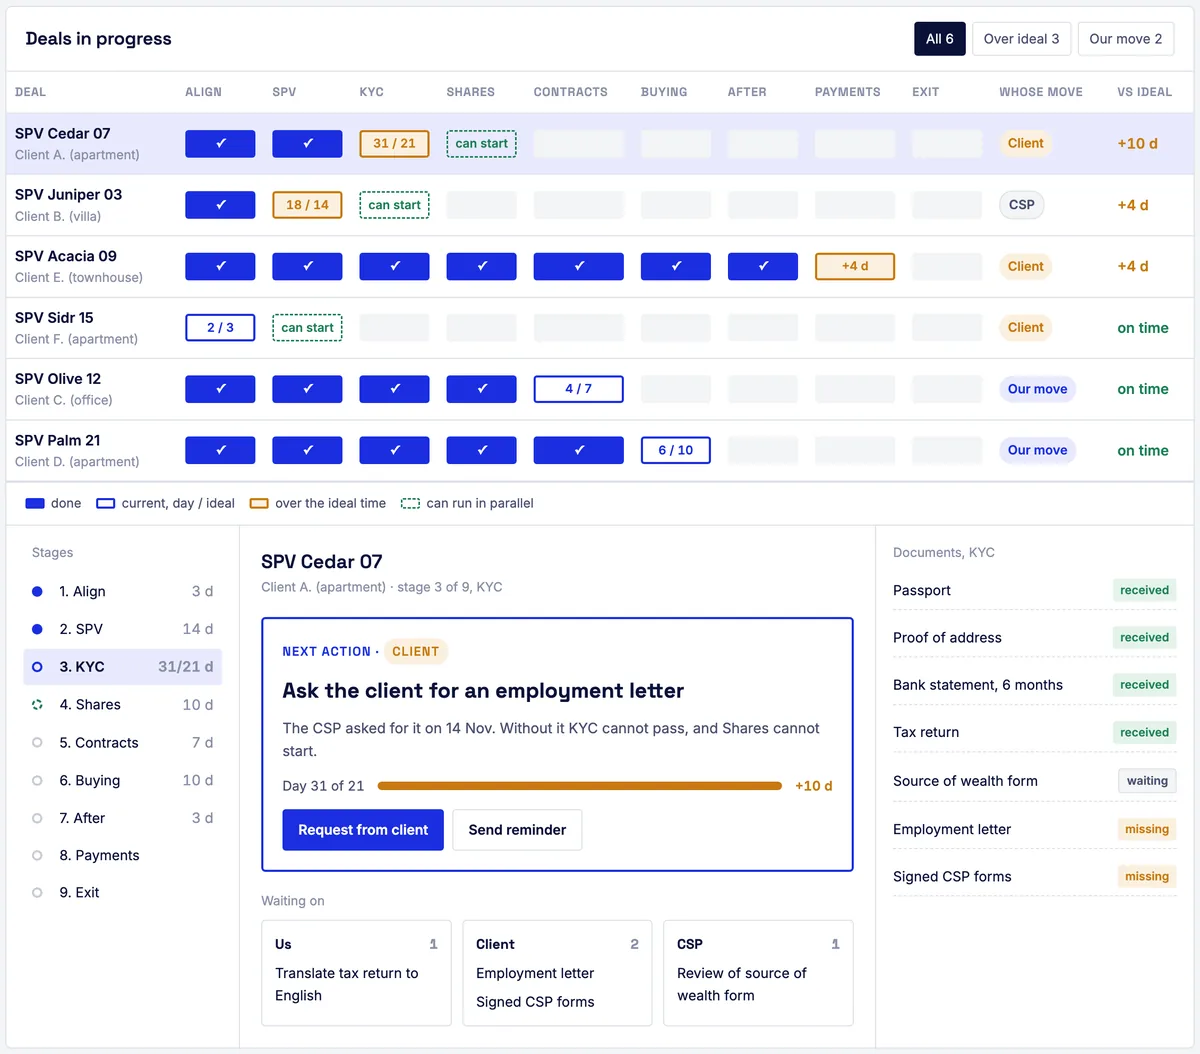 Deals in progress
All 6 Over ideal 3 Our move 2
DEAL ALIGN SPV KYC SHARES CONTRACTS BUYING AFTER PAYMENTS EXIT WHOSE MOVE VS IDEAL
SPV Cedar 07
Client A. (apartment)
✓ ✓ 31 / 21 can start Client +10 d
SPV Juniper 03
Client B. (villa)
✓ 18 / 14 can start CSP +4 d
SPV Acacia 09
Client E. (townhouse)
✓ ✓ ✓ ✓ ✓ ✓ ✓ +4 d Client +4 d
SPV Sidr 15
Client F. (apartment)
2 / 3 can start Client on time
SPV Olive 12
Client C. (office)
✓ ✓ ✓ ✓ 4 / 7 Our move on time
SPV Palm 21
Client D. (apartment)
✓ ✓ ✓ ✓ ✓ 6 / 10 Our move on time
done current, day / ideal over the ideal time can run in parallel
Stages
1. Align 3 d
2. SPV 14 d
3. KYC 31/21 d
4. Shares 10 d
5. Contracts 7 d
6. Buying 10 d
7. After 3 d
8. Payments
9. Exit
SPV Cedar 07
Client A. (apartment) · stage 3 of 9, KYC
NEXT ACTION · CLIENT
Ask the client for an employment letter
The CSP asked for it on 14 Nov. Without it KYC cannot pass, and Shares cannot
start.
Day 31 of 21 +10 d
Request from client Send reminder
Waiting on
Us 1
Translate tax return to
English
Client 2
Employment letter
Signed CSP forms
CSP 1
Review of source of
wealth form
Documents, KYC
Passport received
Proof of address received
Bank statement, 6 months received
Tax return received
Source of wealth form waiting
Employment letter missing
Signed CSP forms missing